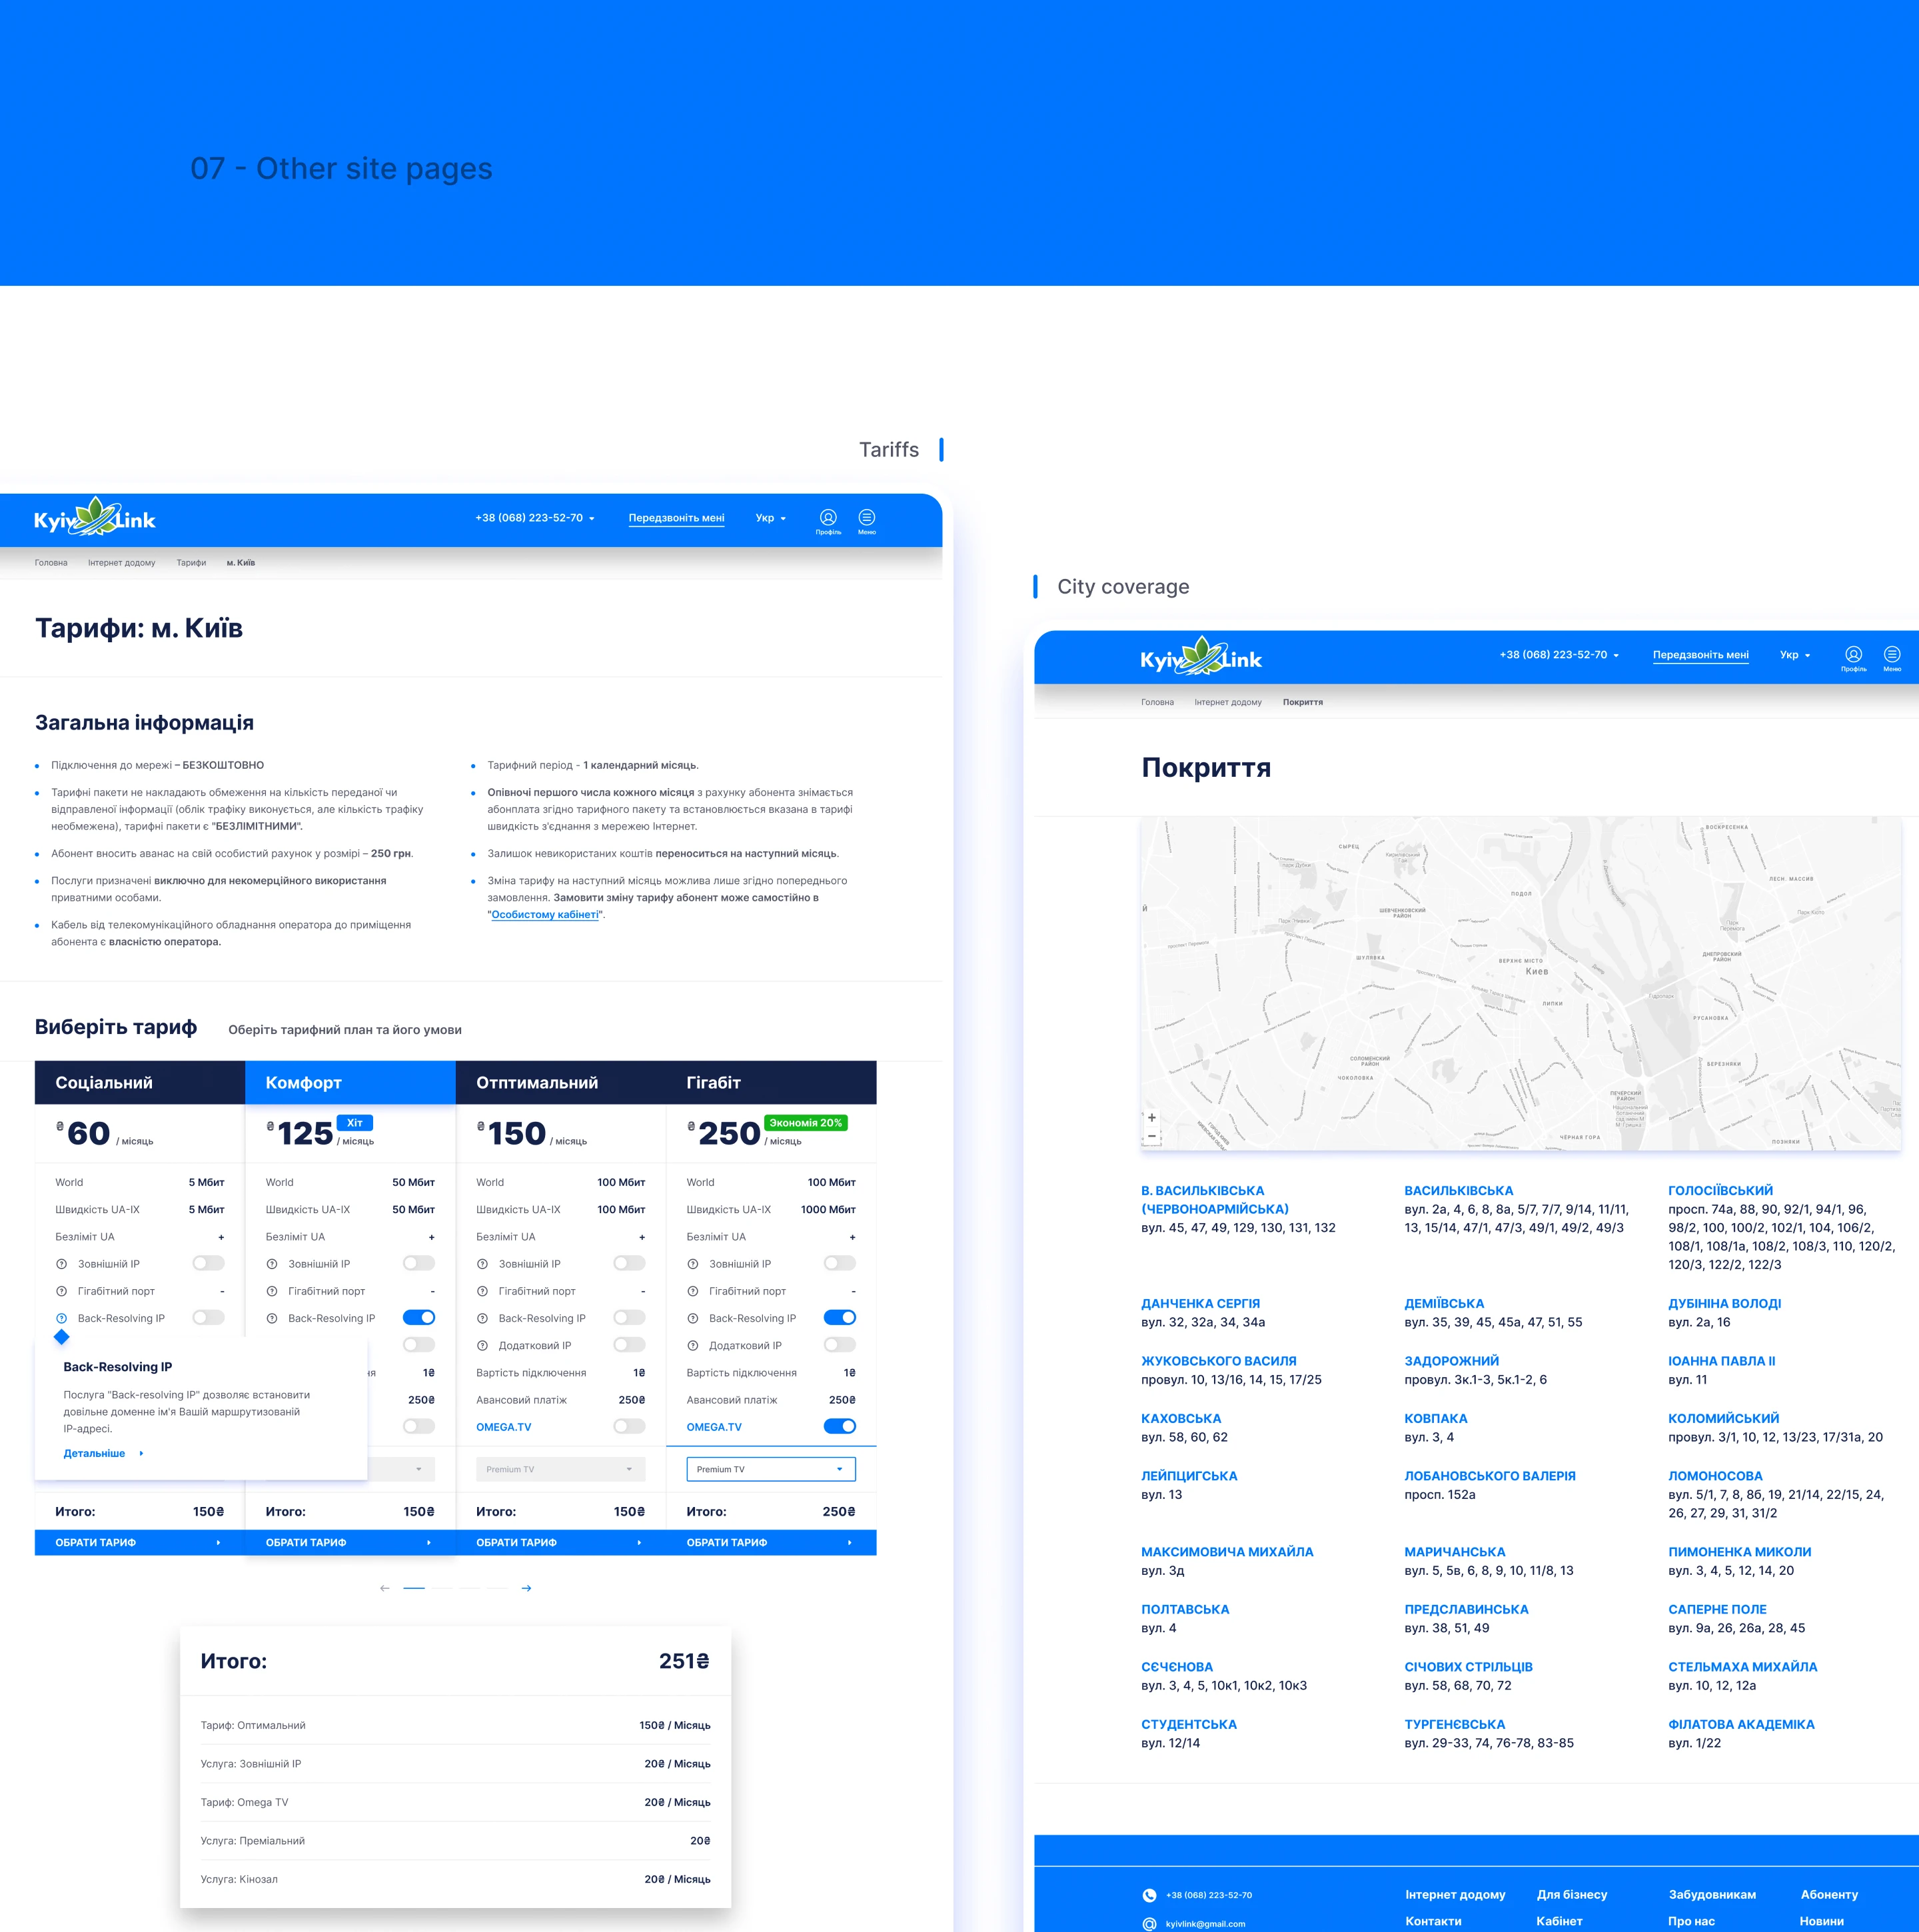 07 - Other site pages
Tariffs
Kyiv Link
+38 (068) 223-52-70
Передзвоніть мені
Укр
Профіль
Меню
Головна
Інтернет додому
Тарифи
м. Київ
Тарифи: м. Київ
Загальна інформація
Підключення до мережі – БЕЗКОШТОВНО
Тарифні пакети не накладають обмеження на кількість переданої чи
відправленої інформації (облік трафіку виконується, але кількість трафіку
необмежена), тарифні пакети є "БЕЗЛІМІТНИМИ".
Абонент вносить аванас на свій особистий рахунок у розмірі – 250 грн.
Послуги призначені виключно для некомерційного використання
приватними особами.
Кабель від телекомунікаційного обладнання оператора до приміщення
абонента є власністю оператора.
Тарифний період - 1 календарний місяць.
Опівночі першого числа кожного місяця з рахунку абонента знімається
абонплата згідно тарифного пакету та встановлюється вказана в тарифі
швидкість з'єднання з мережею Інтернет.
Залишок невикористаних коштів переноситься на наступний місяць.
Зміна тарифу на наступний місяць можлива лише згідно попереднього
замовлення. Замовити зміну тарифу абонент може самостійно в
"Особистому кабінеті".
Виберіть тариф
Оберіть тарифний план та його умови
Соціальний
₴ 60 / місяць
World 5 Мбит
Швидкість UA-IX 5 Мбит
Безліміт UA +
Зовнішній IP
Гігабітний порт -
Back-Resolving IP
Back-Resolving IP
Послуга "Back-resolving IP" дозволяє встановити
довільне доменне ім'я Вашій маршрутизованій
IP-адресі.
Детальніше
Итого: 150₴
ОБРАТИ ТАРИФ
Комфорт
₴ 125 / місяць
Хіт
World 50 Мбит
Швидкість UA-IX 50 Мбит
Безліміт UA +
Зовнішній IP
Гігабітний порт -
Back-Resolving IP
ня 1₴
250₴
Итого: 150₴
ОБРАТИ ТАРИФ
Отптимальний
₴ 150 / місяць
World 100 Мбит
Швидкість UA-IX 100 Мбит
Безліміт UA +
Зовнішній IP
Гігабітний порт -
Back-Resolving IP
Додатковий IP
Вартість підключення 1₴
Авансовий платіж 250₴
OMEGA.TV
Premium TV
Итого: 150₴
ОБРАТИ ТАРИФ
Гігабіт
₴ 250 / місяць
Экономія 20%
World 100 Мбит
Швидкість UA-IX 1000 Мбит
Безліміт UA +
Зовнішній IP
Гігабітний порт -
Back-Resolving IP
Додатковий IP
Вартість підключення 1₴
Авансовий платіж 250₴
OMEGA.TV
Premium TV
Итого: 250₴
ОБРАТИ ТАРИФ
Итого: 251₴
Тариф: Оптимальний 150₴ / Місяць
Услуга: Зовнішній IP 20₴ / Місяць
Тариф: Omega TV 20₴ / Місяць
Услуга: Преміальний 20₴
Услуга: Кінозал 20₴ / Місяць
City coverage
Kyiv Link
+38 (068) 223-52-70
Передзвоніть мені
Укр
Профіль
Меню
Головна
Інтернет додому
Покриття
Покриття
ВОСКРЕСЕНКА
СЫРЕЦ
ЛЕСН. МАССИВ
ПОДОЛ
ШЕВЧЕНКОВСКИЙ
РАЙОН
Парк
Перемога
ДНЕПРОВСКИЙ
РАЙОН
ШУЛЯВКА
ВЕРХНЄ МІСТО
Киев
ЛИПКИ
Гідропарк
РУСАНОВКА
СОЛОМЕНСКИЙ
РАЙОН
БЕРЕЗНЯКИ
ЧОКОЛОВКА
ПЕЧЕРСКИЙ
РАЙОН
ЧЁРНАЯ ГОРА
ПОЗНЯКИ
+
−
В. ВАСИЛЬКІВСЬКА
(ЧЕРВОНОАРМІЙСЬКА)
вул. 45, 47, 49, 129, 130, 131, 132
ВАСИЛЬКІВСЬКА
вул. 2а, 4, 6, 8, 8а, 5/7, 7/7, 9/14, 11/11,
13, 15/14, 47/1, 47/3, 49/1, 49/2, 49/3
ГОЛОСІЇВСЬКИЙ
просп. 74а, 88, 90, 92/1, 94/1, 96,
98/2, 100, 100/2, 102/1, 104, 106/2,
108/1, 108/1а, 108/2, 108/3, 110, 120/2,
120/3, 122/2, 122/3
ДАНЧЕНКА СЕРГІЯ
вул. 32, 32а, 34, 34а
ДЕМІЇВСЬКА
вул. 35, 39, 45, 45а, 47, 51, 55
ДУБІНІНА ВОЛОДІ
вул. 2а, 16
ЖУКОВСЬКОГО ВАСИЛЯ
провул. 10, 13/16, 14, 15, 17/25
ЗАДОРОЖНИЙ
провул. 3к.1-3, 5к.1-2, 6
ІОАННА ПАВЛА ІІ
вул. 11
КАХОВСЬКА
вул. 58, 60, 62
КОВПАКА
вул. 3, 4
КОЛОМИЙСЬКИЙ
провул. 3/1, 10, 12, 13/23, 17/31а, 20
ЛЕЙПЦИГСЬКА
вул. 13
ЛОБАНОВСЬКОГО ВАЛЕРІЯ
просп. 152а
ЛОМОНОСОВА
вул. 5/1, 7, 8, 8б, 19, 21/14, 22/15, 24,
26, 27, 29, 31, 31/2
МАКСИМОВИЧА МИХАЙЛА
вул. 3д
МАРИЧАНСЬКА
вул. 5, 5в, 6, 8, 9, 10, 11/8, 13
ПИМОНЕНКА МИКОЛИ
вул. 3, 4, 5, 12, 14, 20
ПОЛТАВСЬКА
вул. 4
ПРЕДСЛАВИНСЬКА
вул. 38, 51, 49
САПЕРНЕ ПОЛЕ
вул. 9а, 26, 26а, 28, 45
СЄЧЄНОВА
вул. 3, 4, 5, 10к1, 10к2, 10к3
СІЧОВИХ СТРІЛЬЦІВ
вул. 58, 68, 70, 72
СТЕЛЬМАХА МИХАЙЛА
вул. 10, 12, 12а
СТУДЕНТСЬКА
вул. 12/14
ТУРГЕНЄВСЬКА
вул. 29-33, 74, 76-78, 83-85
ФІЛАТОВА АКАДЕМІКА
вул. 1/22
+38 (068) 223-52-70
kyivlink@gmail.com
Інтернет додому
Для бізнесу
Забудовникам
Абоненту
Контакти
Кабінет
Про нас
Новини